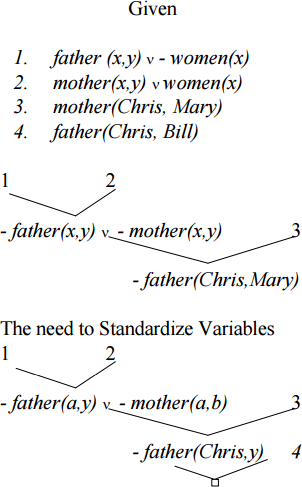 Given
1. father (x,y) v - women(x)
2. mother(x,y) v women(x)
3. mother(Chris, Mary)
4. father(Chris, Bill)
1 2
- father(x,y) v - mother(x,y) 3
- father(Chris,Mary)
The need to Standardize Variables
1 2
- father(a,y) v - mother(a,b) 3
- father(Chris,y) 4